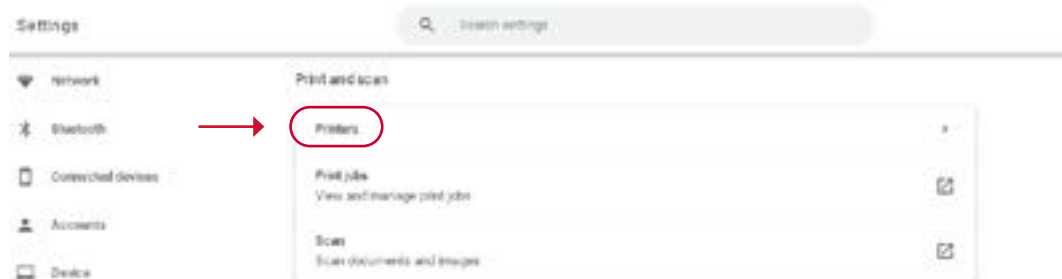 Settings
Search settings
Network
Bluetooth
Connected devices
Accounts
Device
Print and scan
Printers
Print jobs
View and manage print jobs
Scan
Scan documents and images